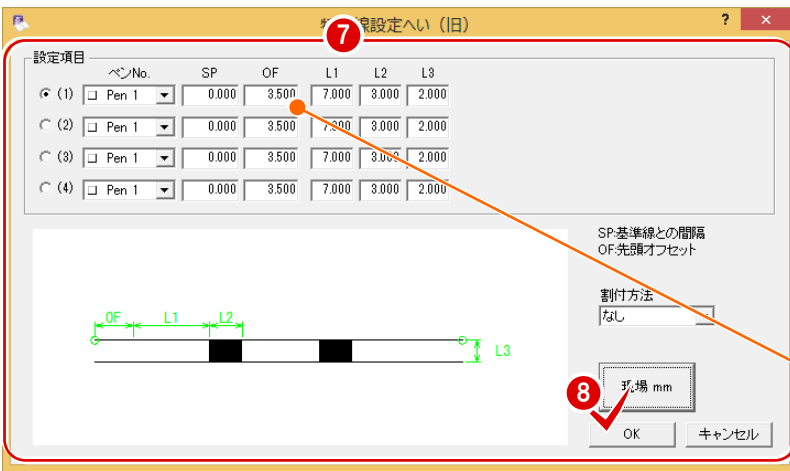 線設定へい（旧） ? ×
7
設定項目
ペンNo. SP OF L1 L2 L3
(1) Pen 1 0.000 3.500 7.000 3.000 2.000
(2) Pen 1 0.000 3.500 3.000 2.000
(3) Pen 1 0.000 3.500 7.000 2.000
(4) Pen 1 0.000 3.500 7.000 3.000 2.000
SP:基準線との間隔
OF:先頭オフセット
割付方法
なし
OF L1 L2
L3
現場 mm
8
OK キャンセル